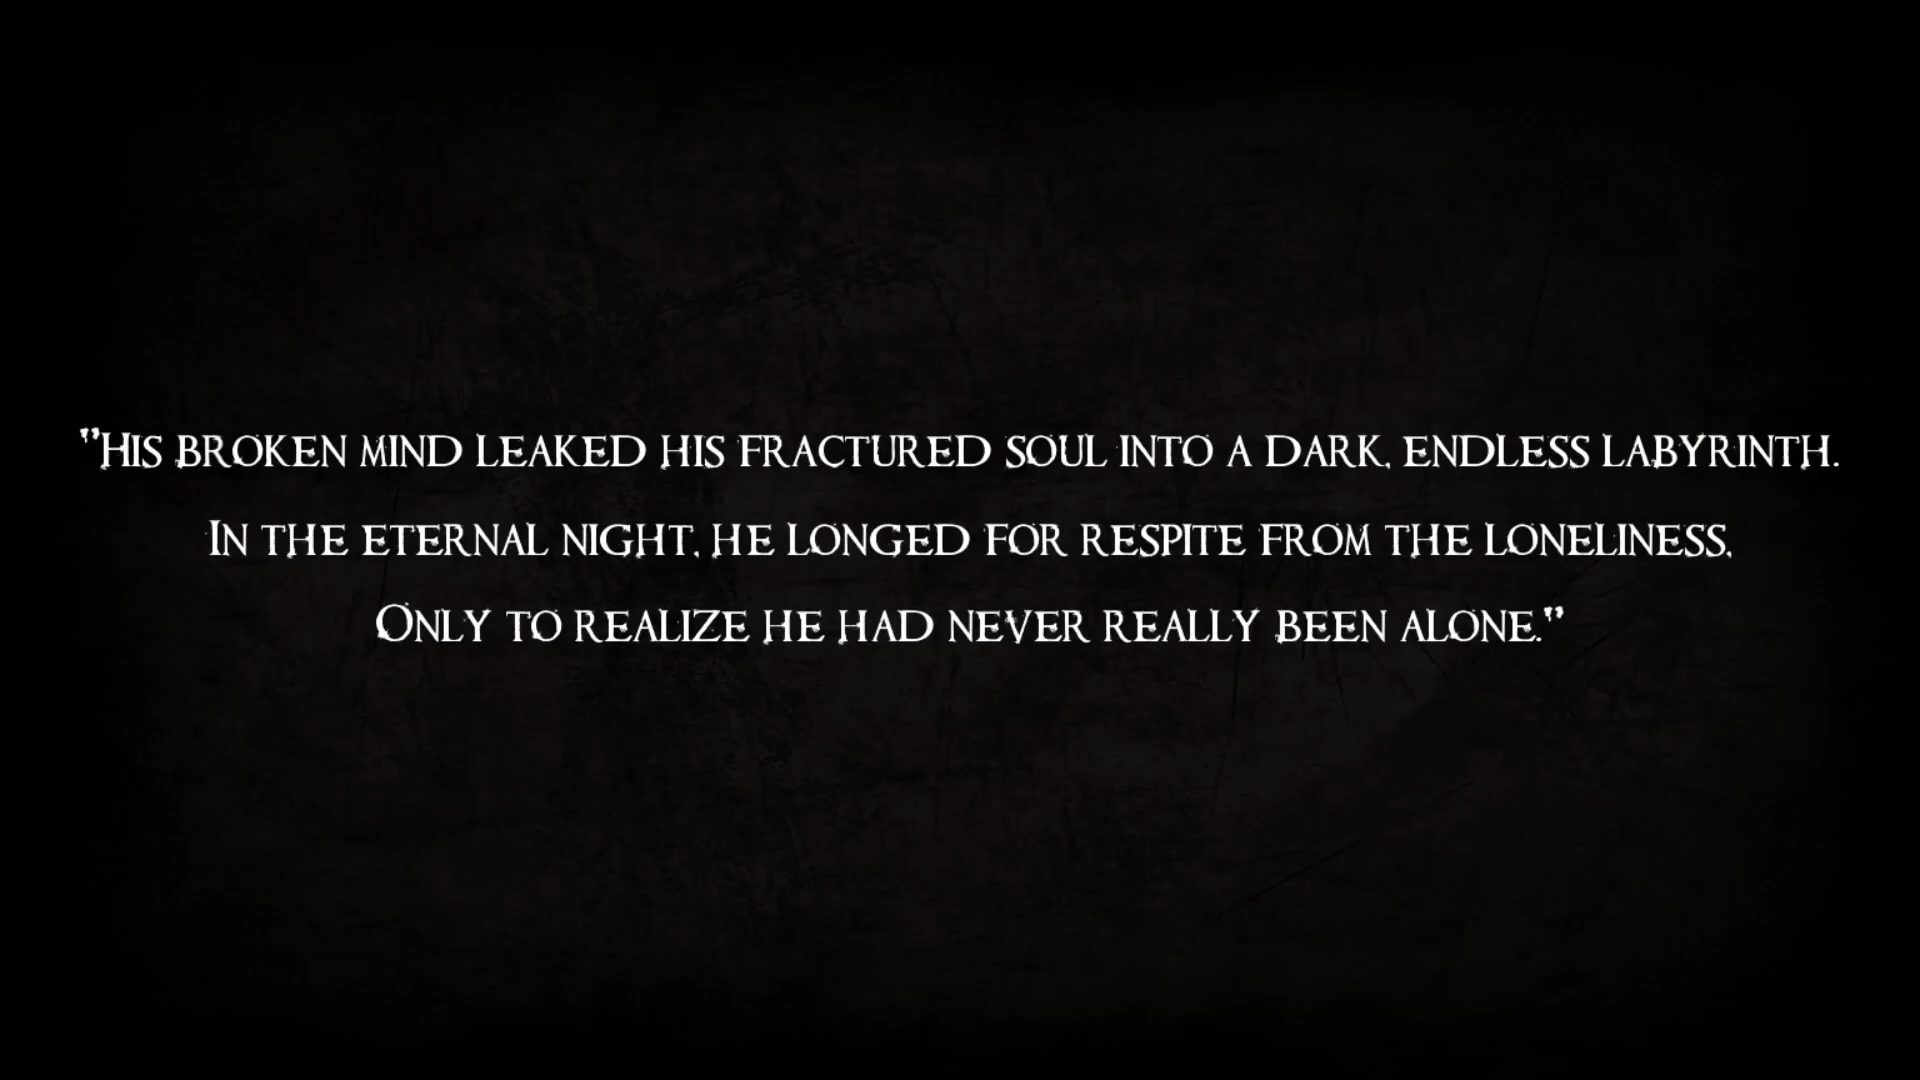 "His broken mind leaked his fractured soul into a dark, endless labyrinth.
In the eternal night, he longed for respite from the loneliness,
Only to realize he had never really been alone."